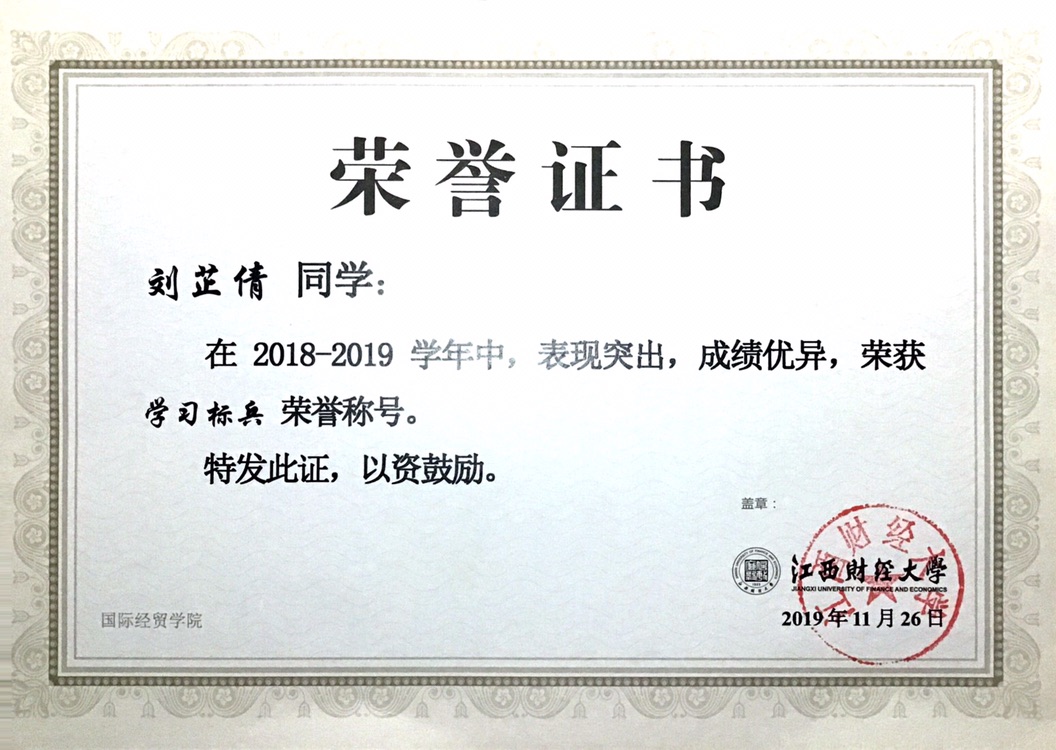 荣誉证书
刘芷倩 同学:
在 2018-2019 学年中，表现突出，成绩优异，荣获
学习标兵 荣誉称号。
特发此证，以资鼓励。
盖章：
江西财经大学
江西財经大學
JIANGXI UNIVERSITY OF FINANCE AND ECONOMICS
国际经贸学院
2019年11月26日